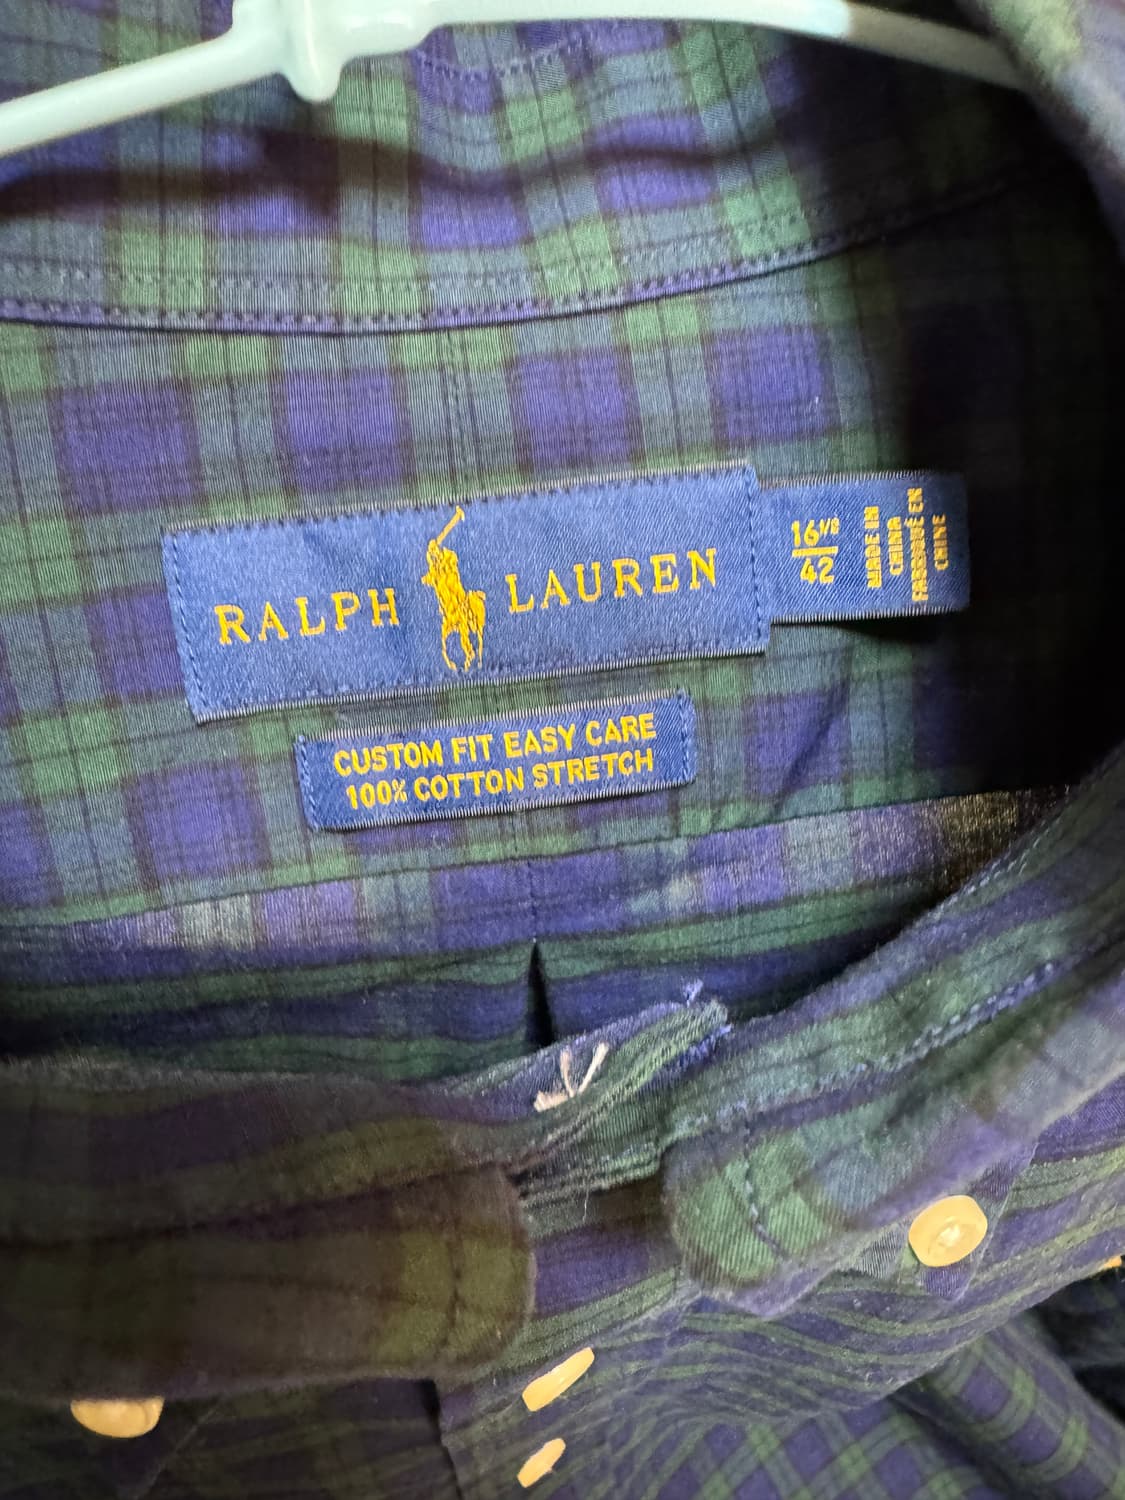 RALPH LAUREN
16 1/2
42
MADE IN
CHINA
FABRIQUÉ EN
CHINE
CUSTOM FIT EASY CARE
100% COTTON STRETCH